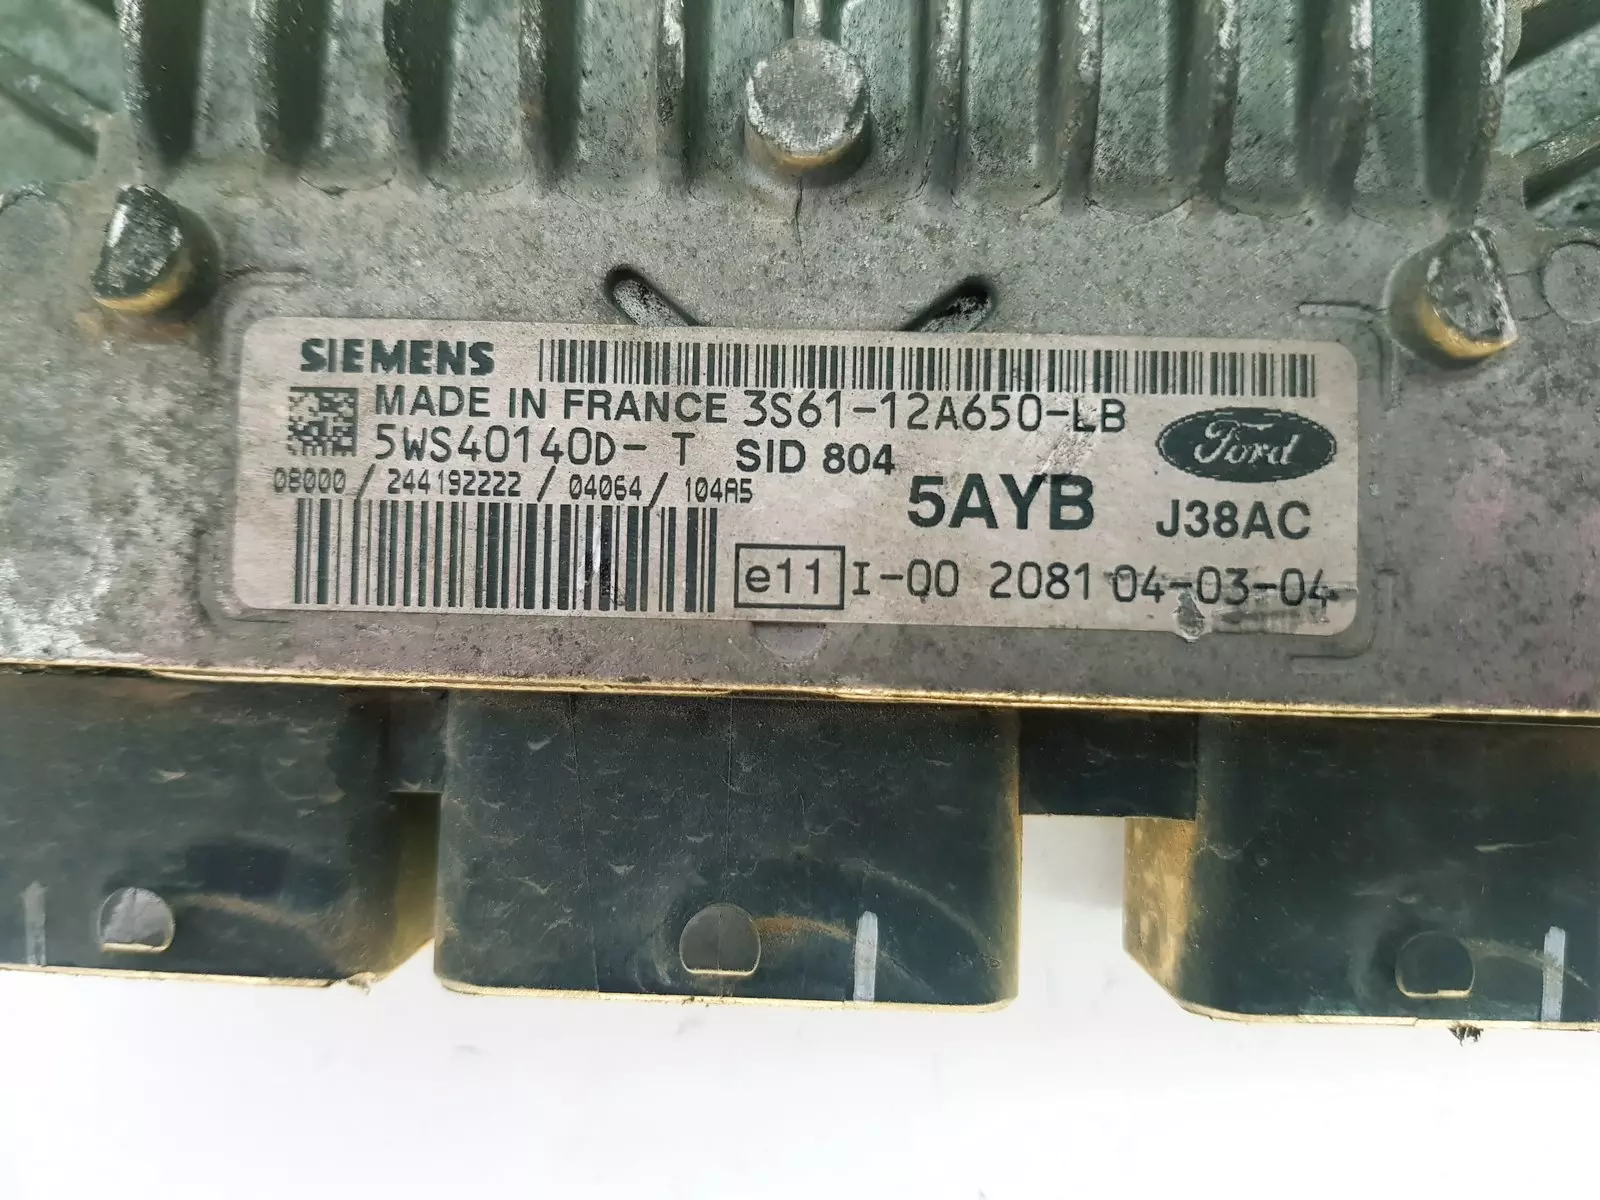 SIEMENS
MADE IN FRANCE 3S61-12A650-LB
5WS40140D- T SID 804
Ford
08000 / 244192222 / 04064 / 104A5
5AYB J38AC
e11 I-00 2081 04-03-04